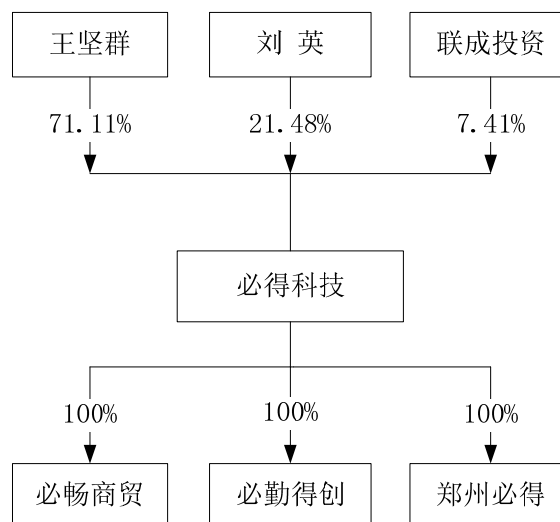 王坚群 刘 英 联成投资
71.11% 21.48% 7.41%
必得科技
100% 100% 100%
必畅商贸 必勤得创 郑州必得